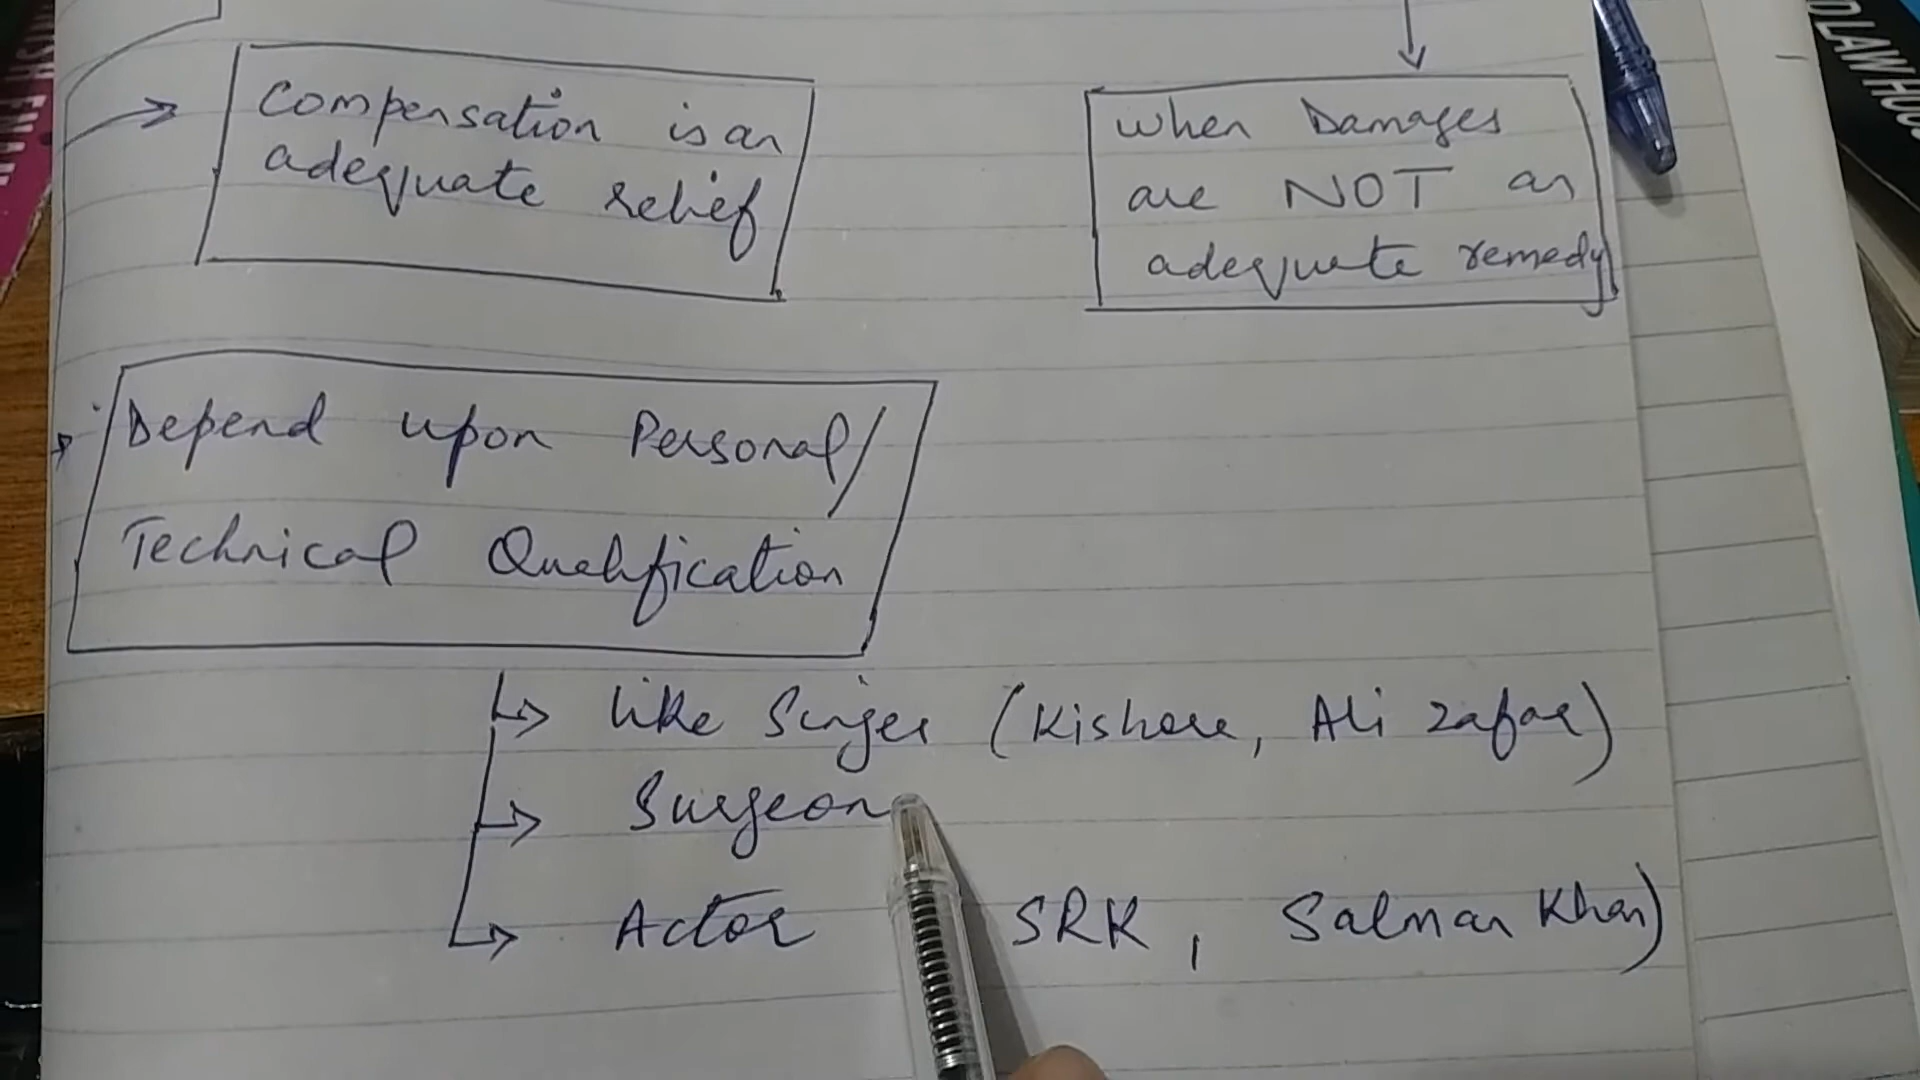 Compensation is an
adequate relief
When Damages
are NOT an
adequate remedy
Depend upon Personal/
Technical Qualification
like Singer (Kishore, Ali Zafar)
Surgeon
Actor SRK, Salman Khan)
LAW HOUS